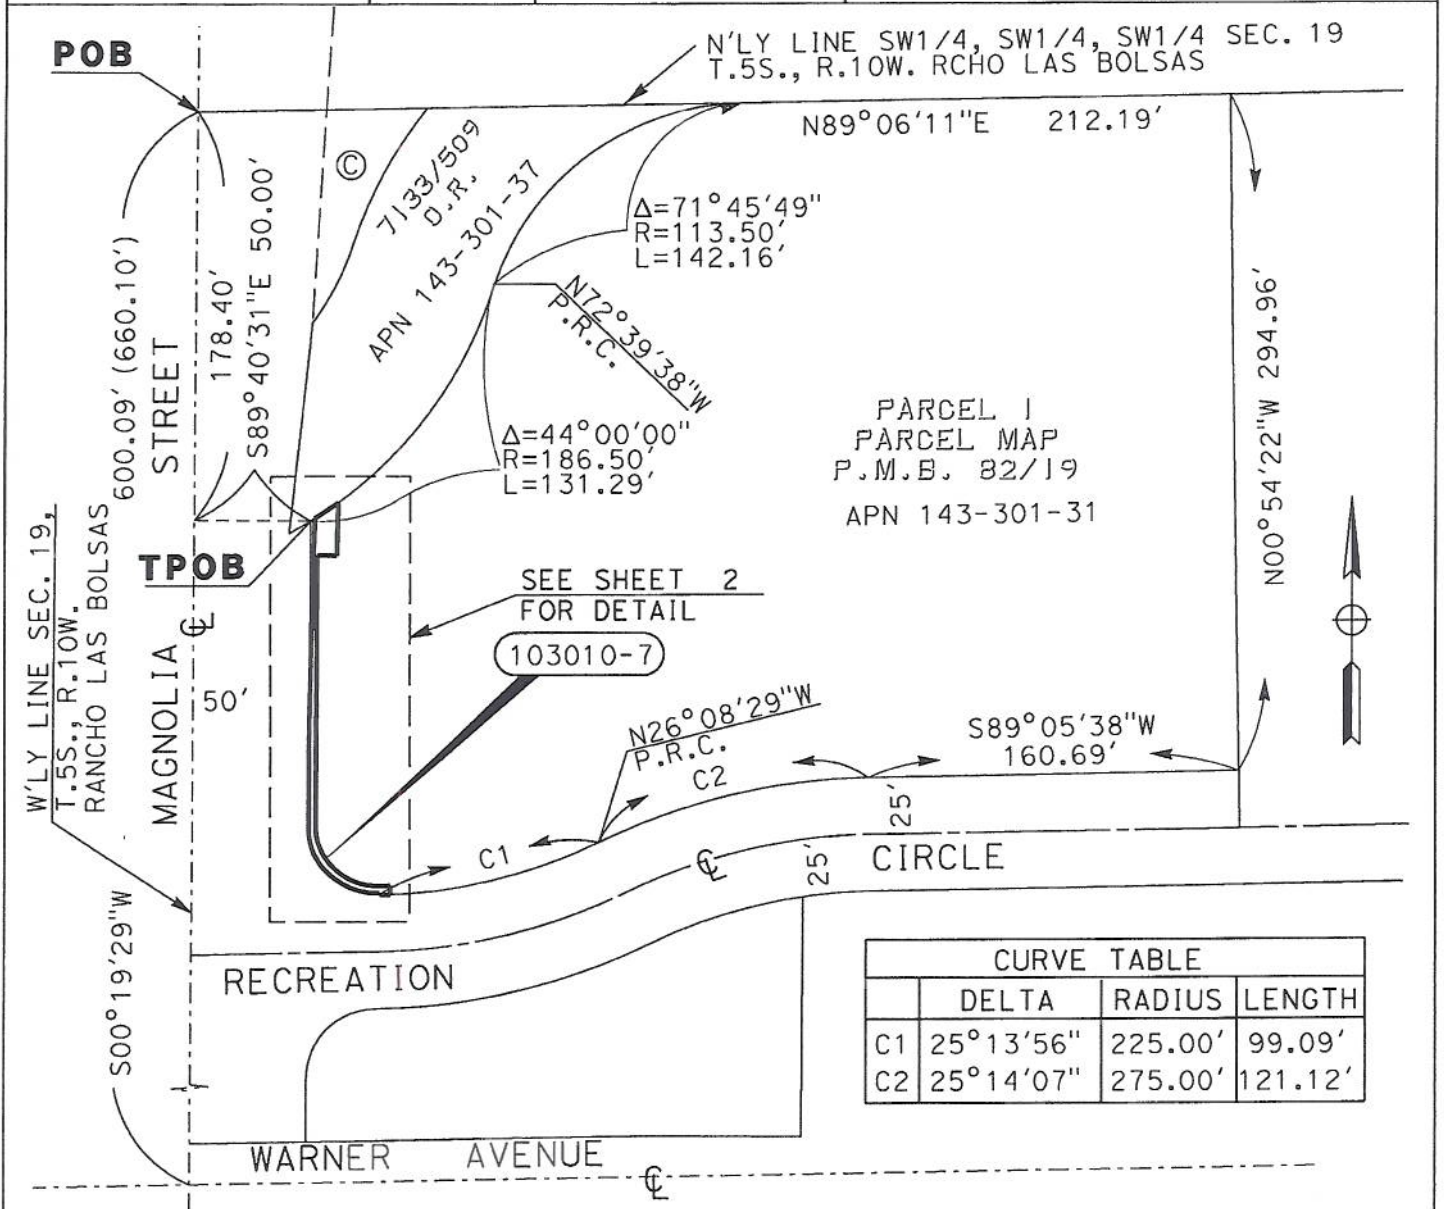 POB
N'LY LINE SW1/4, SW1/4, SW1/4 SEC. 19
T.5S., R.10W. RCHO LAS BOLSAS
N89°06'11"E 212.19'
©
7133/509
O.R.
APN 143-301-37
Δ=71°45'49"
R=113.50'
L=142.16'
N72°39'38"W
P.R.C.
600.09' (660.10')
178.40'
S89°40'31"E 50.00'
STREET
Δ=44°00'00"
R=186.50'
L=131.29'
PARCEL 1
PARCEL MAP
P.M.B. 82/19
APN 143-301-31
N00°54'22"W 294.96'
TPOB
SEE SHEET 2
FOR DETAIL
103010-7
W'LY LINE SEC. 19,
T.5S., R.10W.
RANCHO LAS BOLSAS
MAGNOLIA
℄
50'
N26°08'29"W
P.R.C.
S89°05'38"W
160.69'
C1
C2
25'
25'
℄
CIRCLE
RECREATION
S00°19'29"W
CURVE TABLE
DELTA RADIUS LENGTH
C1 25°13'56" 225.00' 99.09'
C2 25°14'07" 275.00' 121.12'
WARNER AVENUE
℄